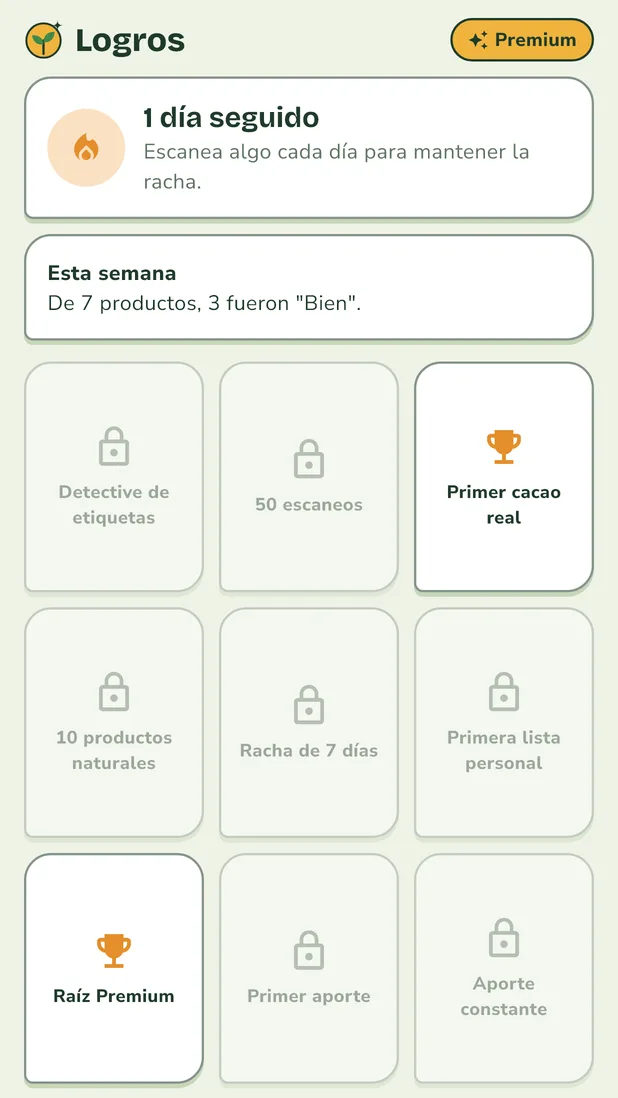 Logros
Premium
1 día seguido
Escanea algo cada día para mantener la
racha.
Esta semana
De 7 productos, 3 fueron "Bien".
Detective de
etiquetas
50 escaneos
Primer cacao
real
10 productos
naturales
Racha de 7 días
Primera lista
personal
Raíz Premium
Primer aporte
Aporte
constante